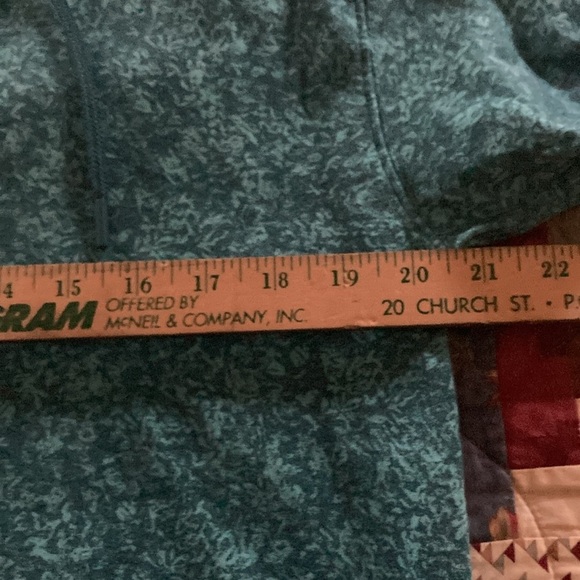 4 15 16 17 18 19 20 21 22
GRAM OFFERED BY
McNEIL & COMPANY, INC. 20 CHURCH ST. • P.